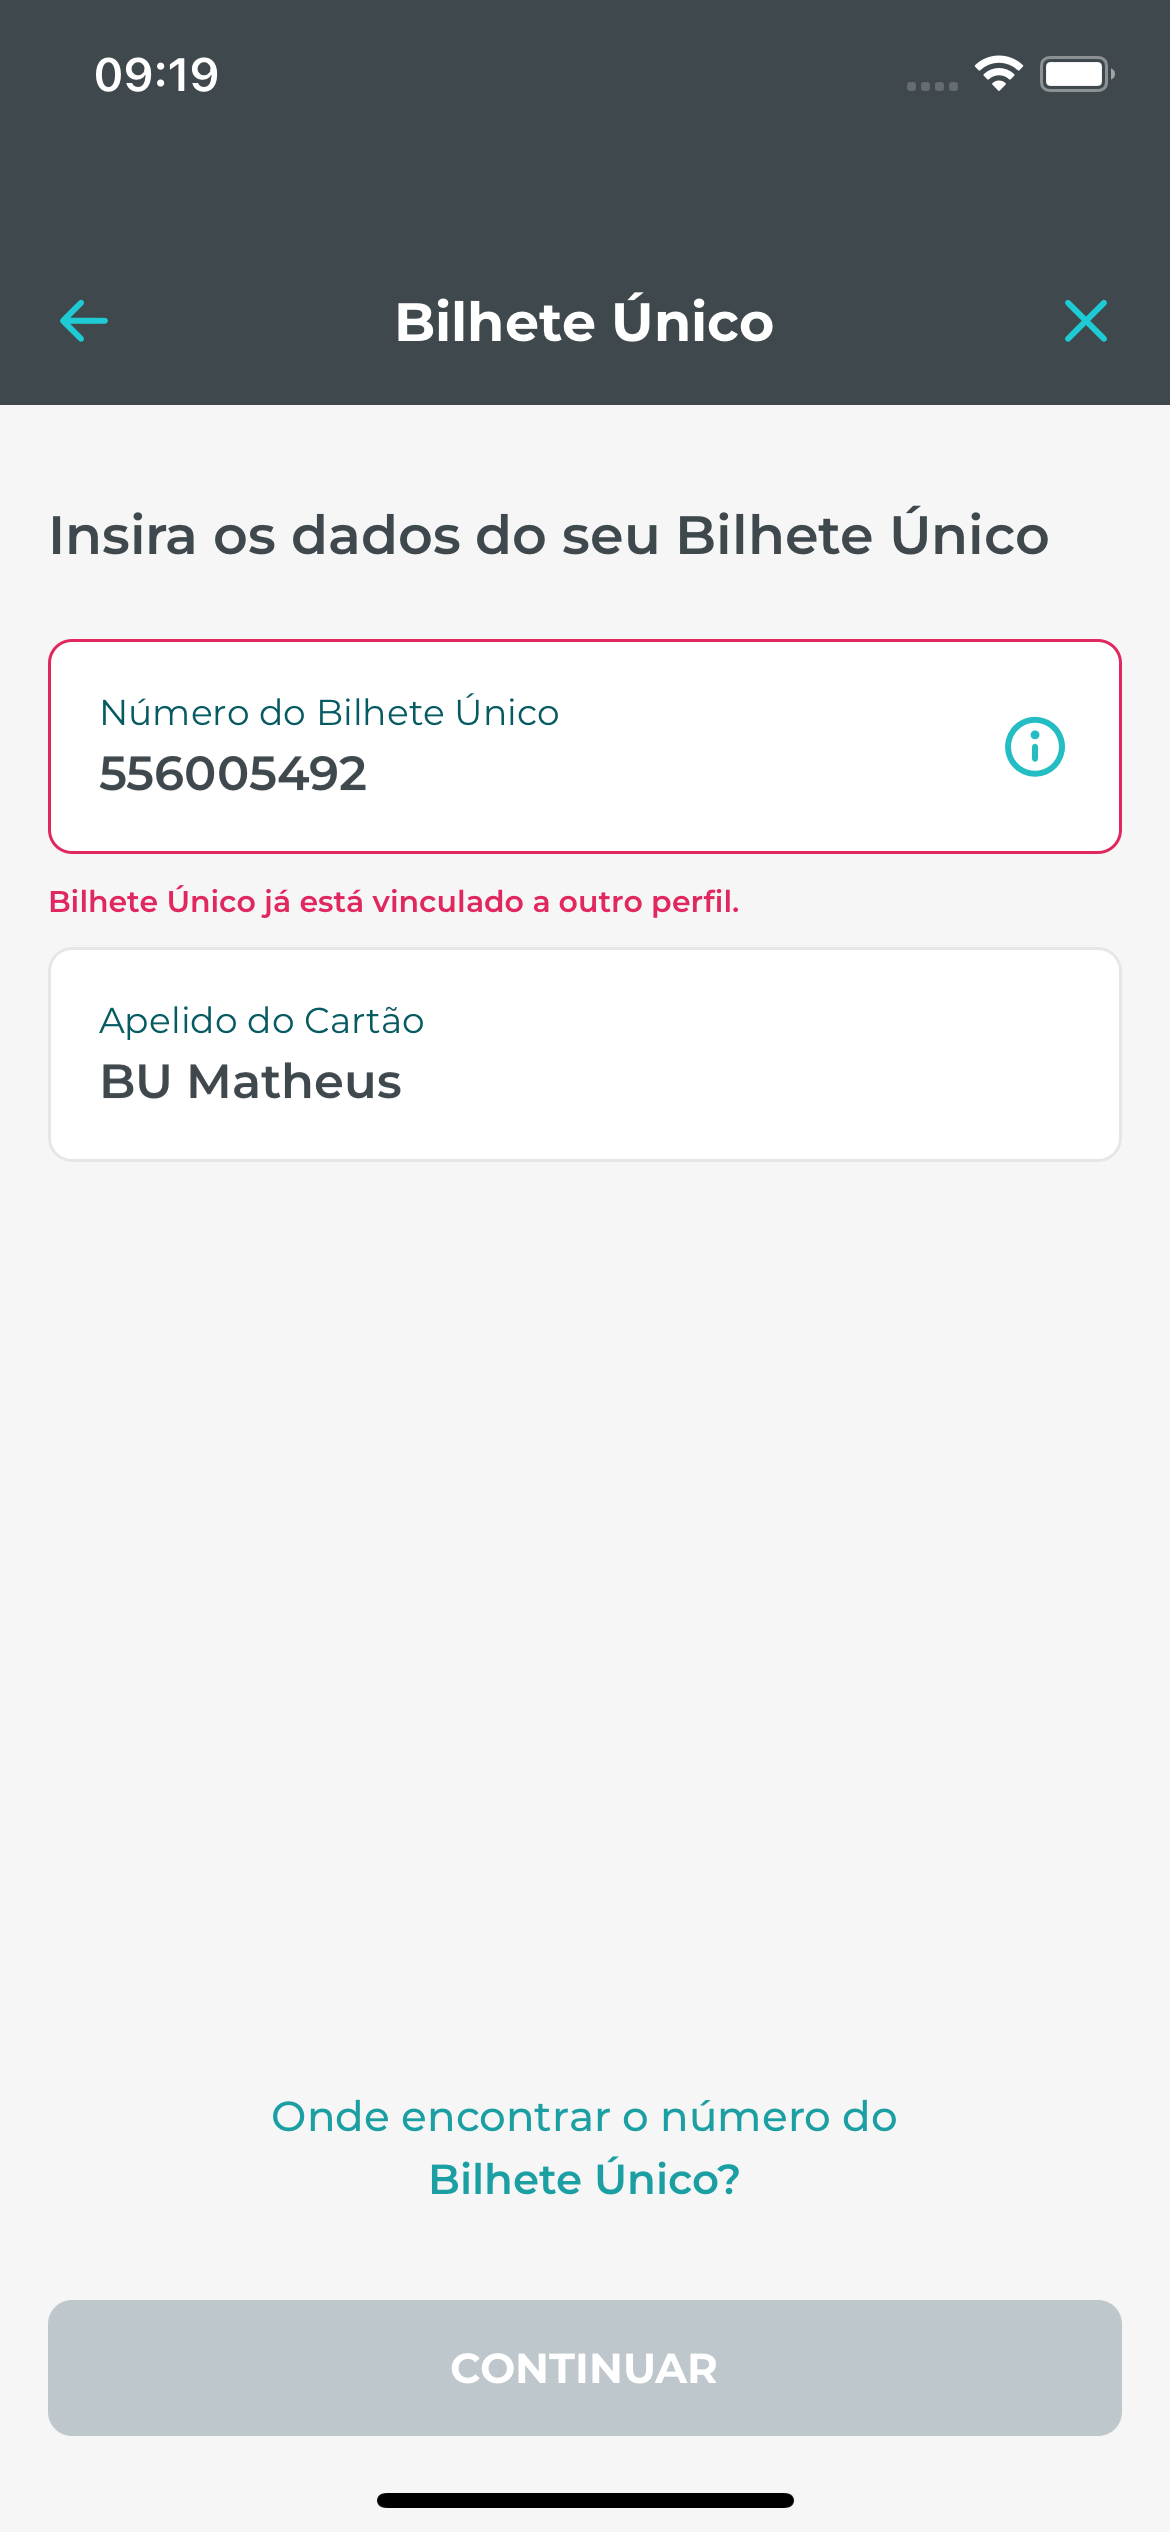 09:19
Bilhete Único
Insira os dados do seu Bilhete Único
Número do Bilhete Único
556005492
Bilhete Único já está vinculado a outro perfil.
Apelido do Cartão
BU Matheus
Onde encontrar o número do
Bilhete Único?
CONTINUAR